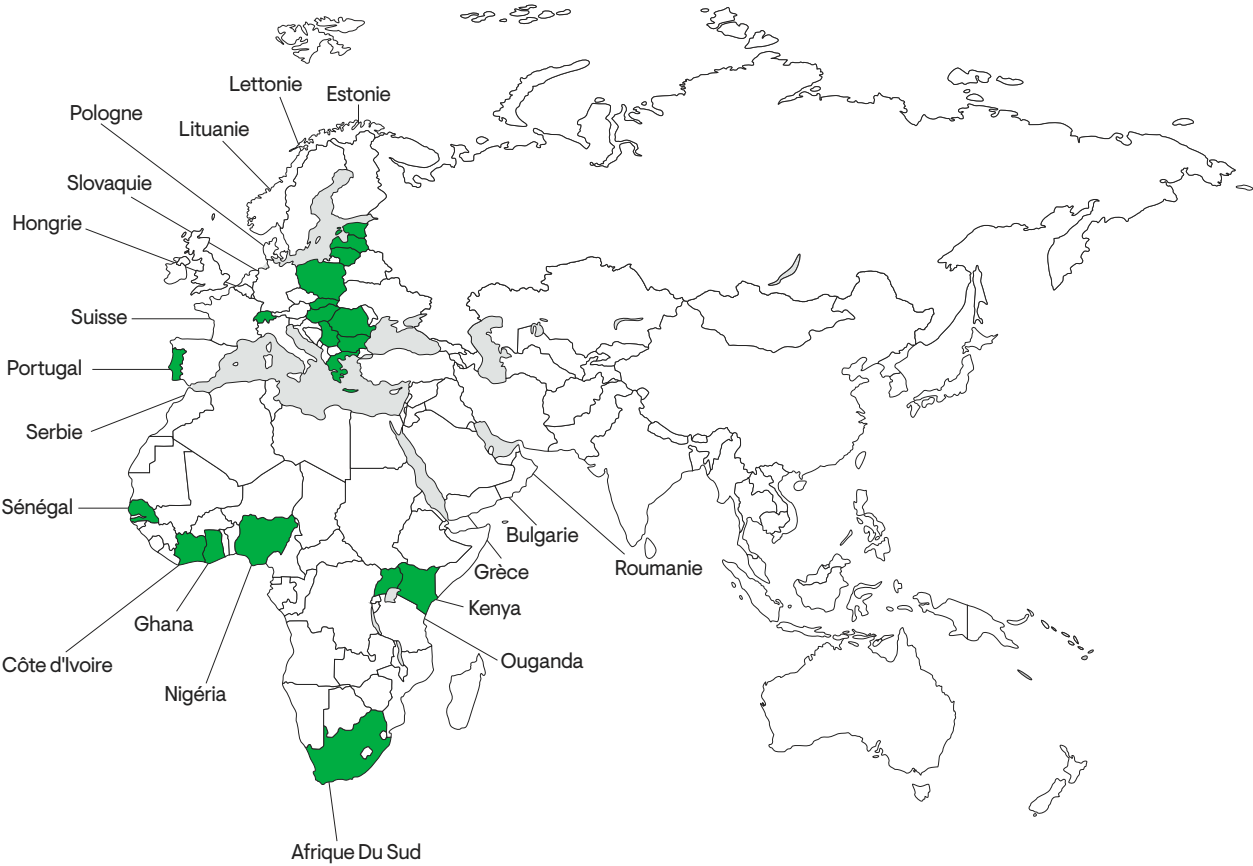 Lettonie
Estonie
Pologne
Lituanie
Slovaquie
Hongrie
Suisse
Portugal
Serbie
Sénégal
Bulgarie
Grèce
Roumanie
Kenya
Ghana
Ouganda
Côte d'Ivoire
Nigéria
Afrique Du Sud